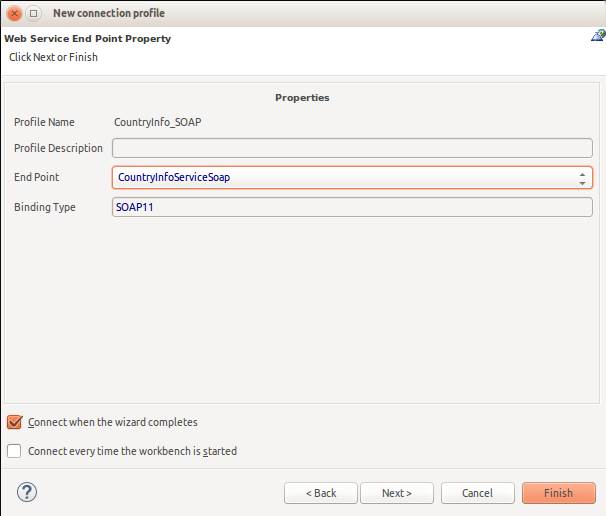 New connection profile
Web Service End Point Property
Click Next or Finish
Properties
Profile Name CountryInfo_SOAP
Profile Description
End Point CountryInfoServiceSoap
Binding Type SOAP11
Connect when the wizard completes
Connect every time the workbench is started
? < Back Next > Cancel Finish